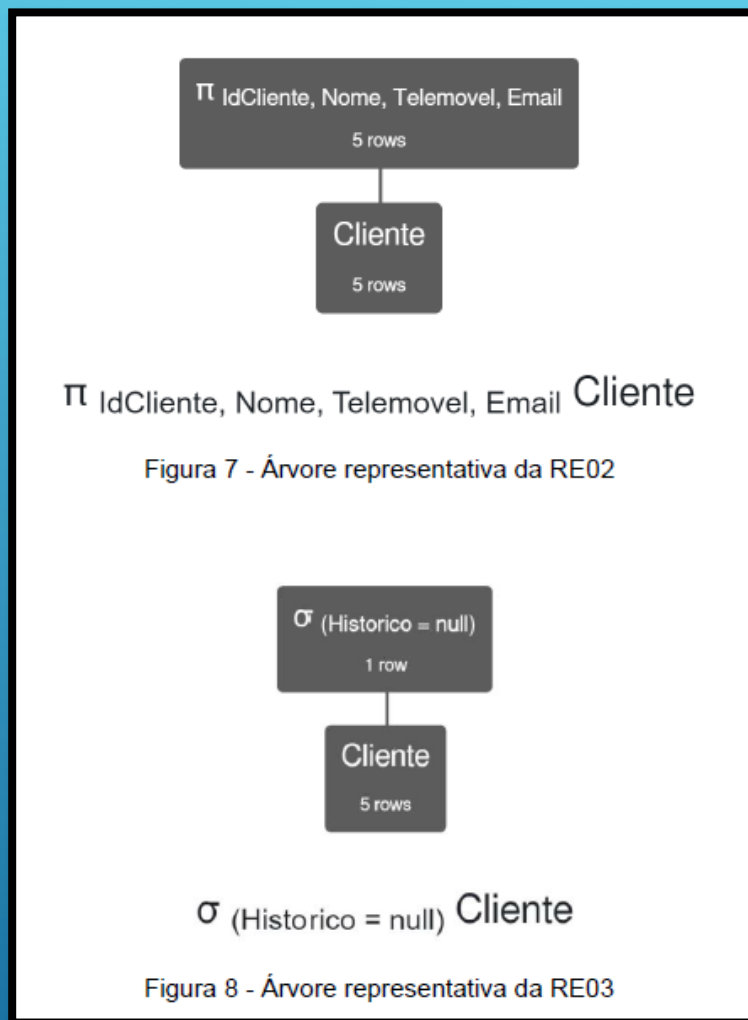 π IdCliente, Nome, Telemovel, Email
5 rows
Cliente
5 rows
π IdCliente, Nome, Telemovel, Email Cliente
Figura 7 - Árvore representativa da RE02
σ (Historico = null)
1 row
Cliente
5 rows
σ (Historico = null) Cliente
Figura 8 - Árvore representativa da RE03